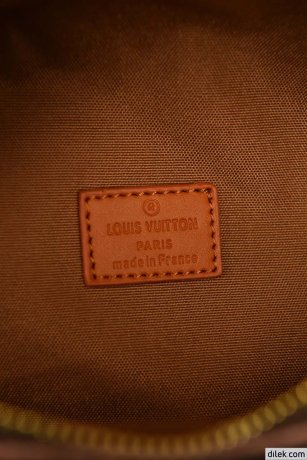 ®
LOUIS VUITTON
PARIS
made in France
dilek.com